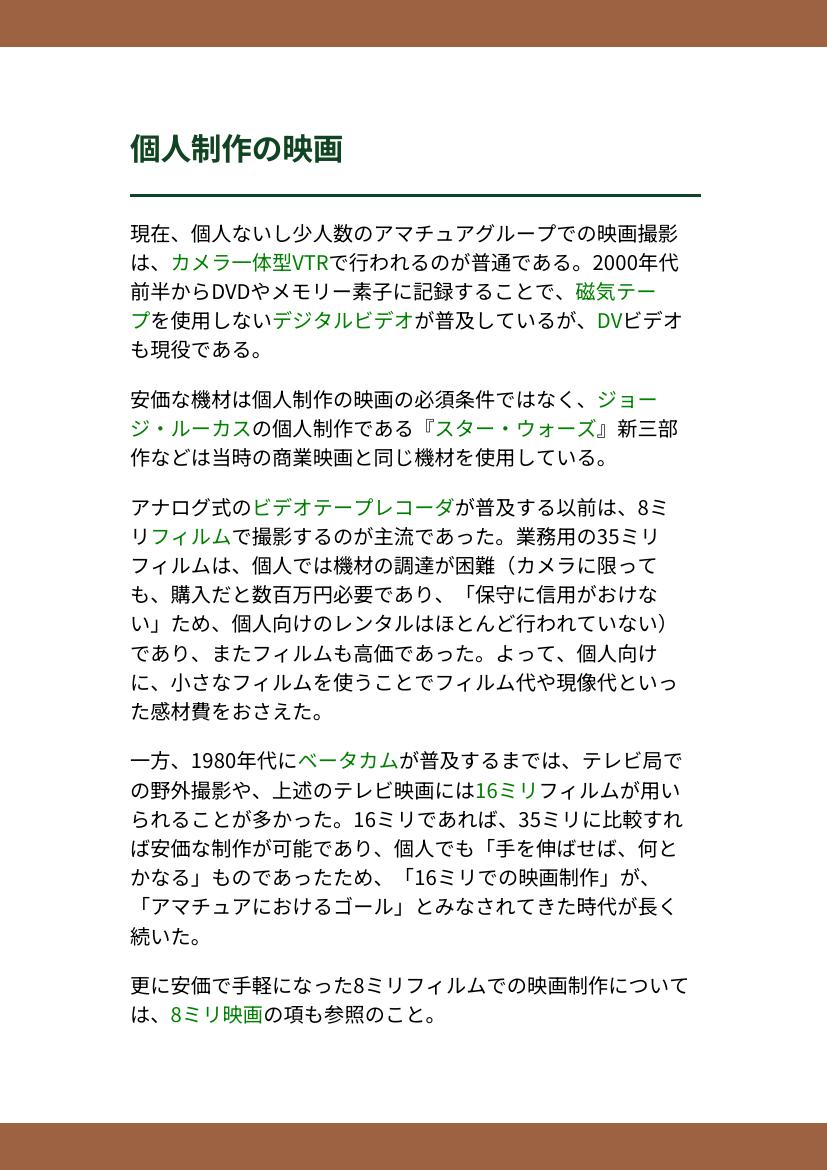 個人制作の映画
現在、個人ないし少人数のアマチュアグループでの映画撮影
は、カメラ一体型VTRで行われるのが普通である。2000年代
前半からDVDやメモリー素子に記録することで、磁気テー
プを使用しないデジタルビデオが普及しているが、DVビデオ
も現役である。
安価な機材は個人制作の映画の必須条件ではなく、ジョー
ジ・ルーカスの個人制作である『スター・ウォーズ』新三部
作などは当時の商業映画と同じ機材を使用している。
アナログ式のビデオテープレコーダが普及する以前は、8ミ
リフィルムで撮影するのが主流であった。業務用の35ミリ
フィルムは、個人では機材の調達が困難（カメラに限って
も、購入だと数百万円必要であり、「保守に信用がおけな
い」ため、個人向けのレンタルはほとんど行われていない）
であり、またフィルムも高価であった。よって、個人向け
に、小さなフィルムを使うことでフィルム代や現像代といっ
た感材費をおさえた。
一方、1980年代にベータカムが普及するまでは、テレビ局で
の野外撮影や、上述のテレビ映画には16ミリフィルムが用い
られることが多かった。16ミリであれば、35ミリに比較すれ
ば安価な制作が可能であり、個人でも「手を伸ばせば、何と
かなる」ものであったため、「16ミリでの映画制作」が、
「アマチュアにおけるゴール」とみなされてきた時代が長く
続いた。
更に安価で手軽になった8ミリフィルムでの映画制作について
は、8ミリ映画の項も参照のこと。